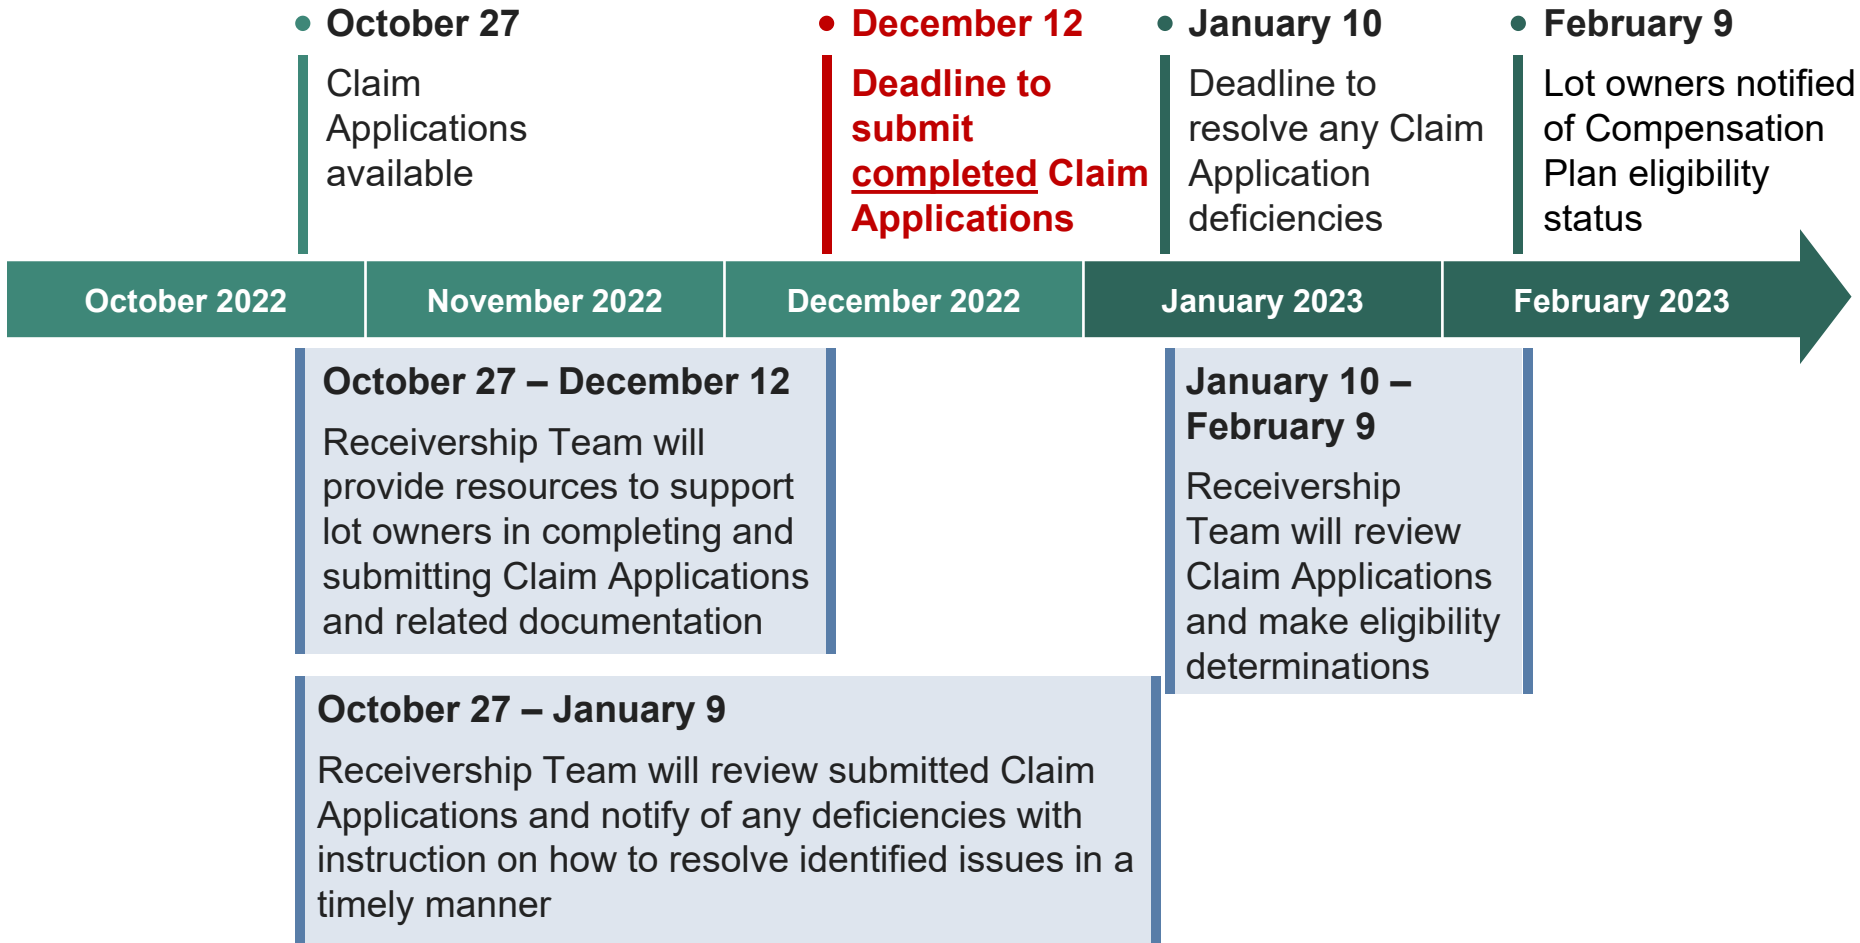 October 27
Claim
Applications
available
December 12
Deadline to
submit
completed Claim
Applications
January 10
Deadline to
resolve any Claim
Application
deficiencies
February 9
Lot owners notified
of Compensation
Plan eligibility
status
October 2022
November 2022
December 2022
January 2023
February 2023
October 27 – December 12
Receivership Team will
provide resources to support
lot owners in completing and
submitting Claim Applications
and related documentation
January 10 –
February 9
Receivership
Team will review
Claim Applications
and make eligibility
determinations
October 27 – January 9
Receivership Team will review submitted Claim
Applications and notify of any deficiencies with
instruction on how to resolve identified issues in a
timely manner